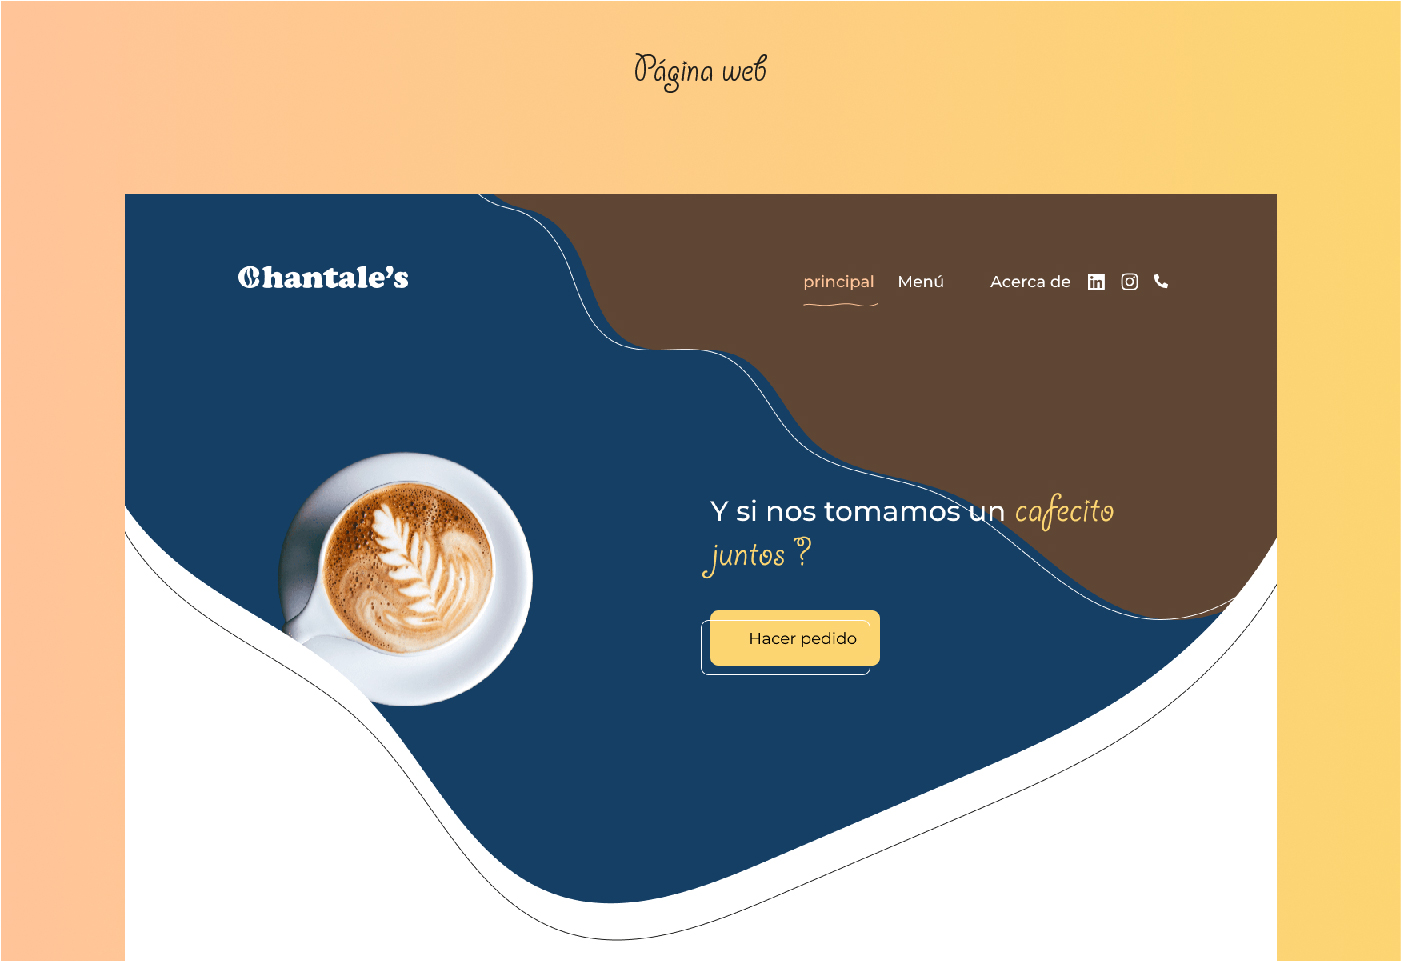 Página web
Chantale's
principal Menú Acerca de
Y si nos tomamos un cafecito
juntos ?
Hacer pedido